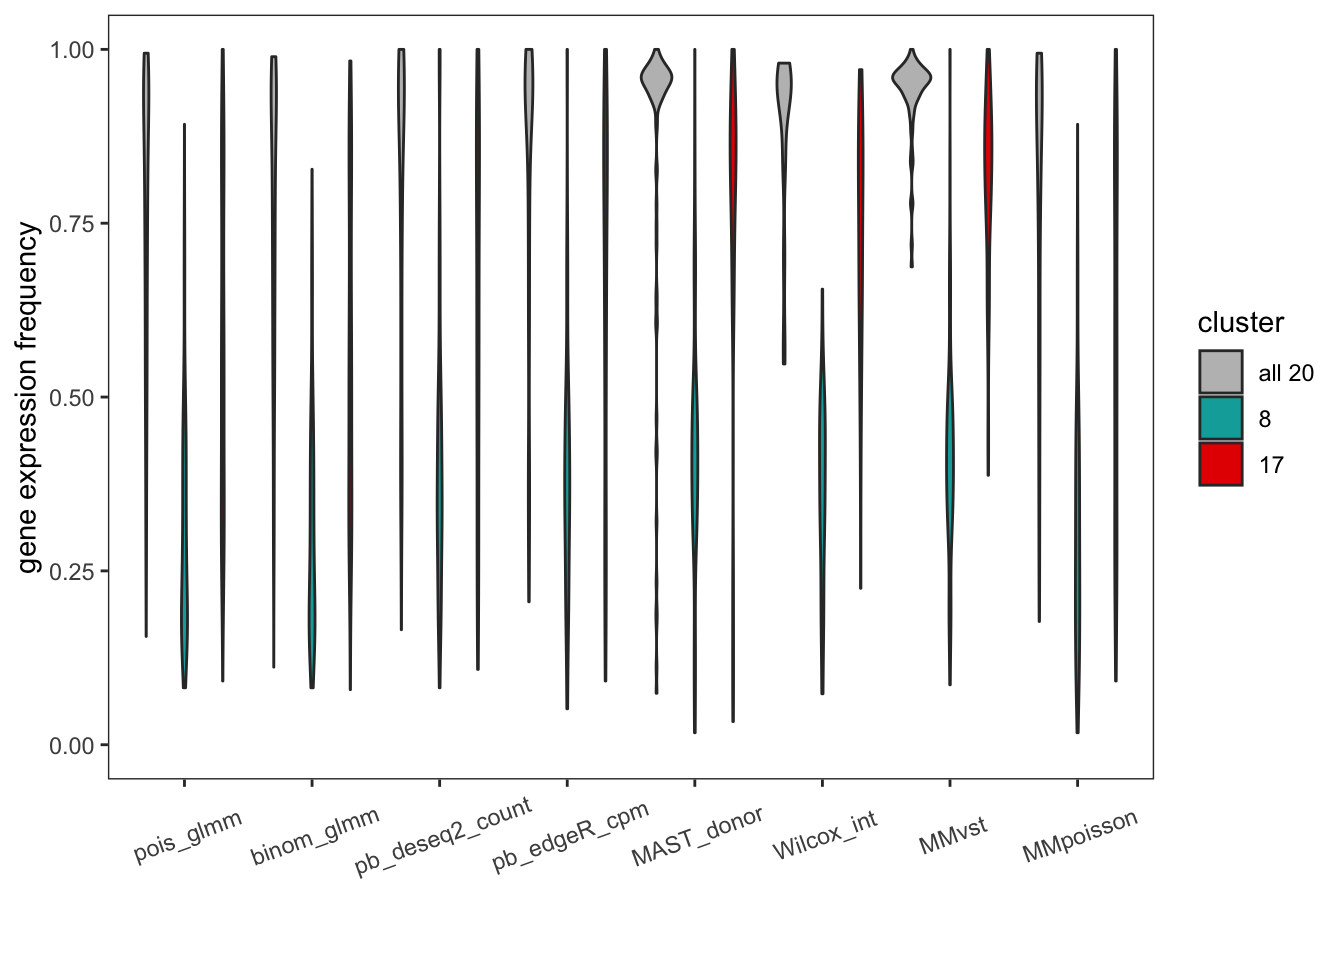 1.00
0.75
0.50
0.25
0.00
gene expression frequency
pois_glmm
binom_glmm
pb_deseq2_count
pb_edgeR_cpm
MAST_donor
Wilcox_int
MMvst
MMpoisson
cluster
all 20
8
17